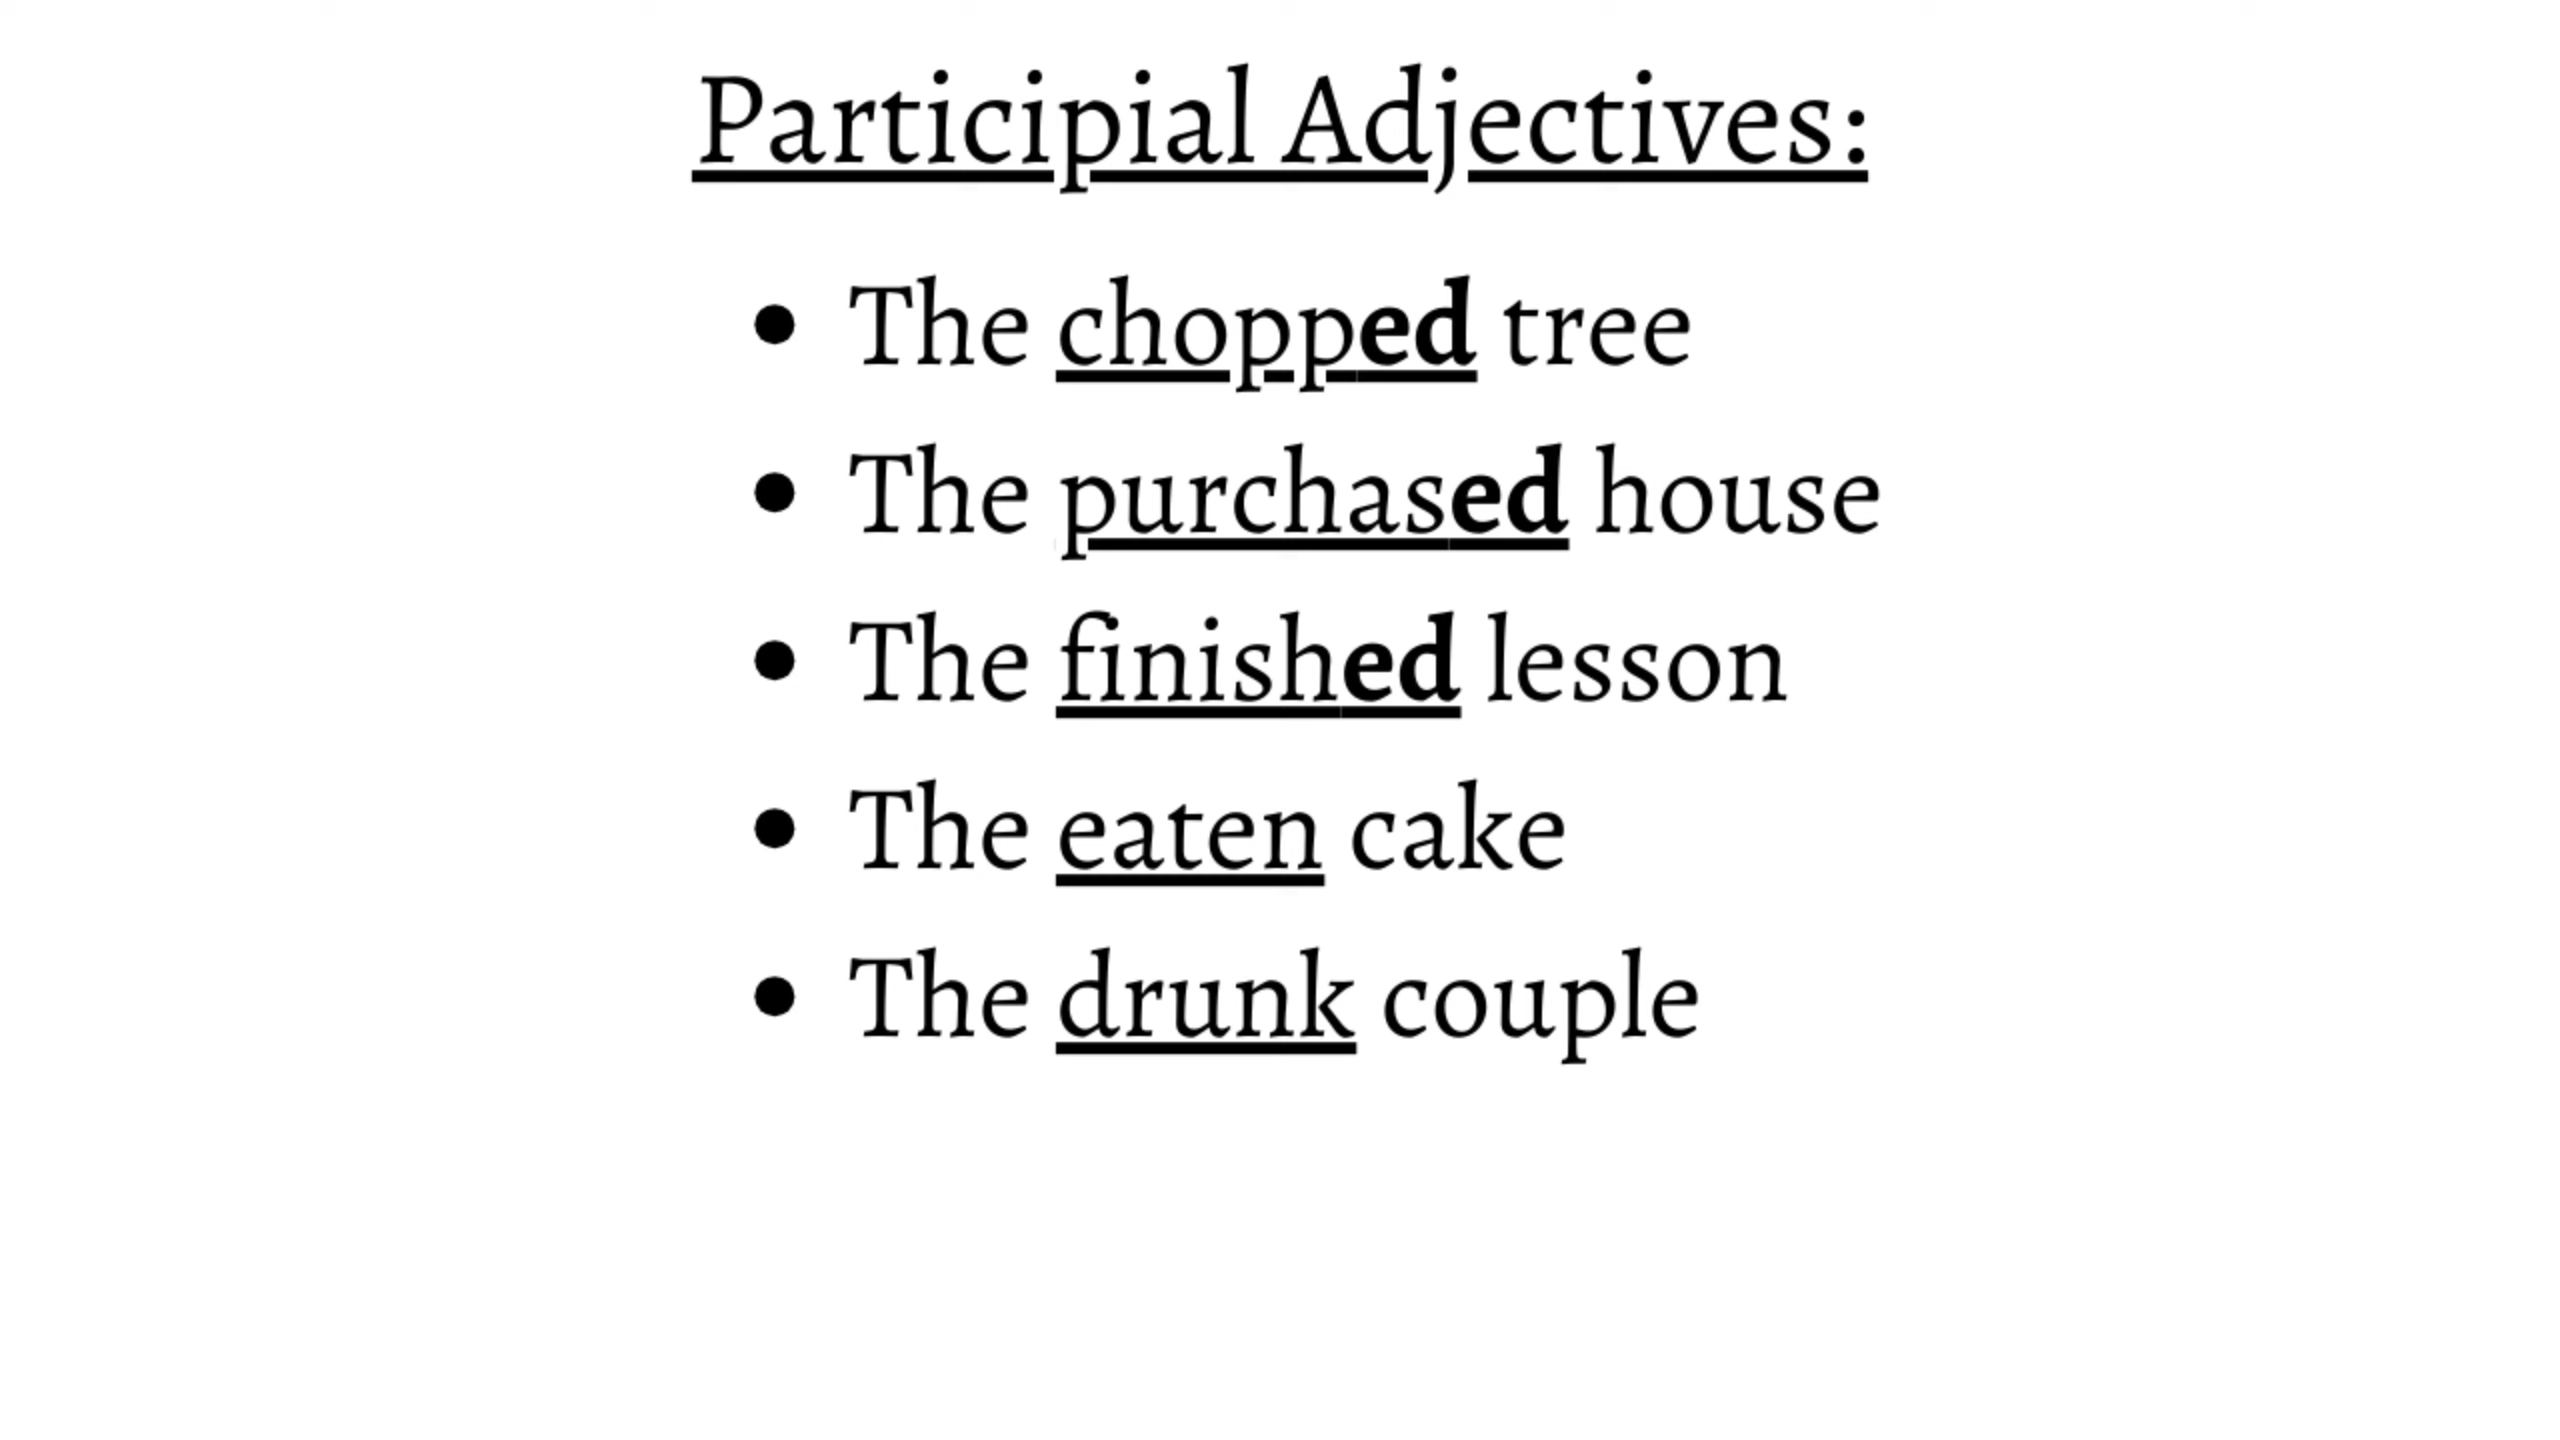 Participial Adjectives:
• The chopped tree
• The purchased house
• The finished lesson
• The eaten cake
• The drunk couple